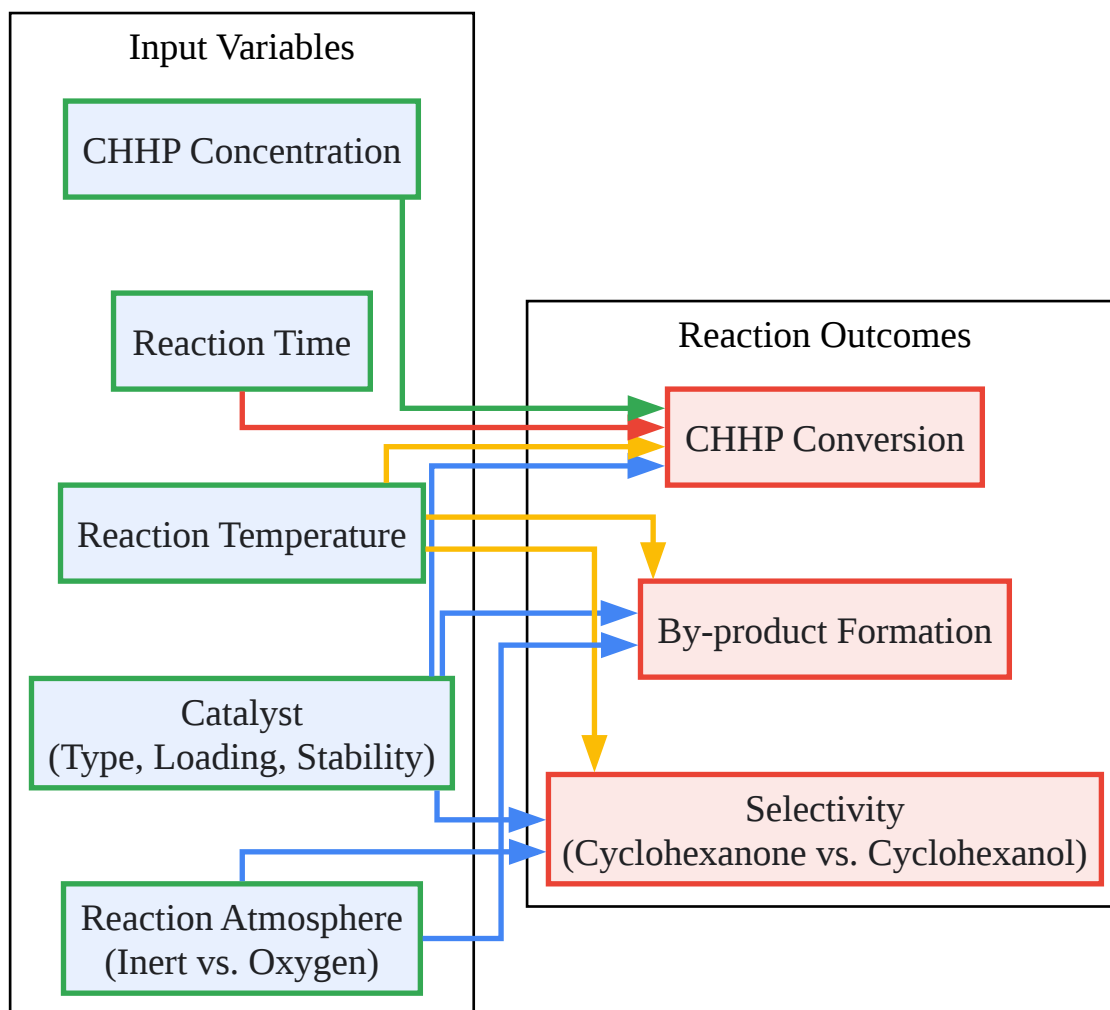 Input Variables
CHHP Concentration
Reaction Time
Reaction Temperature
Catalyst
(Type, Loading, Stability)
Reaction Atmosphere
(Inert vs. Oxygen)
Reaction Outcomes
CHHP Conversion
By-product Formation
Selectivity
(Cyclohexanone vs. Cyclohexanol)